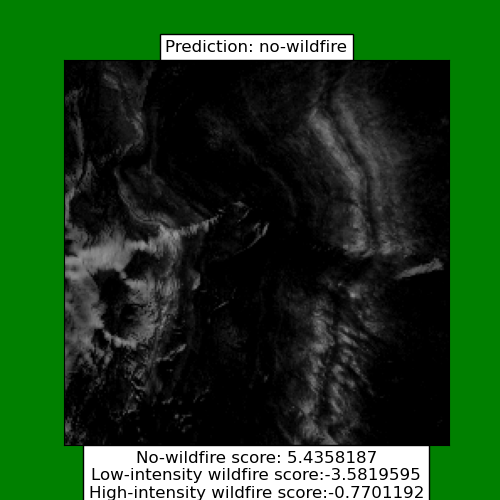 Prediction: no-wildfire
No-wildfire score: 5.4358187
Low-intensity wildfire score:-3.5819595
High-intensity wildfire score:-0.7701192